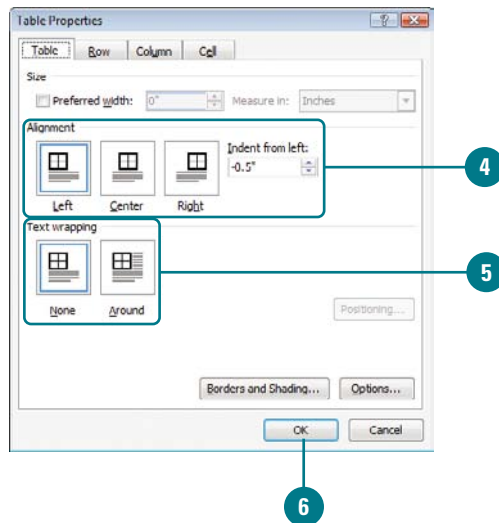 Table Properties
Table Row Column Cell
Size
Preferred width: 0" Measure in: Inches
Alignment
Indent from left:
-0.5"
4
Left Center Right
Text wrapping
5
None Around
Positioning...
Borders and Shading... Options...
OK Cancel
6